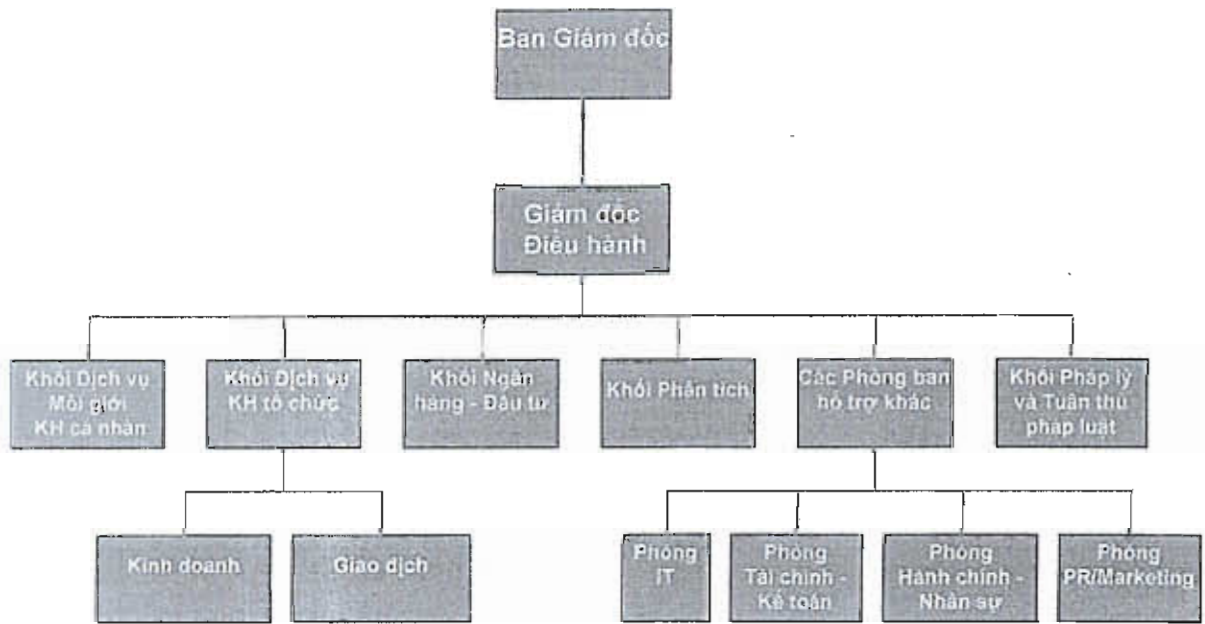 Ban Giám đốc
Giám đốc
Điều hành
Khối Dịch vụ
Môi giới
KH cá nhân
Khối Dịch vụ
KH tổ chức
Khối Ngân
hàng - Đầu tư
Khối Phân tích
Các Phòng ban
hỗ trợ khác
Khối Pháp lý
và Tuân thủ
pháp luật
Kinh doanh
Giao dịch
Phòng
IT
Phòng
Tài chính -
Kế toán
Phòng
Hành chính -
Nhân sự
Phòng
PR/Marketing